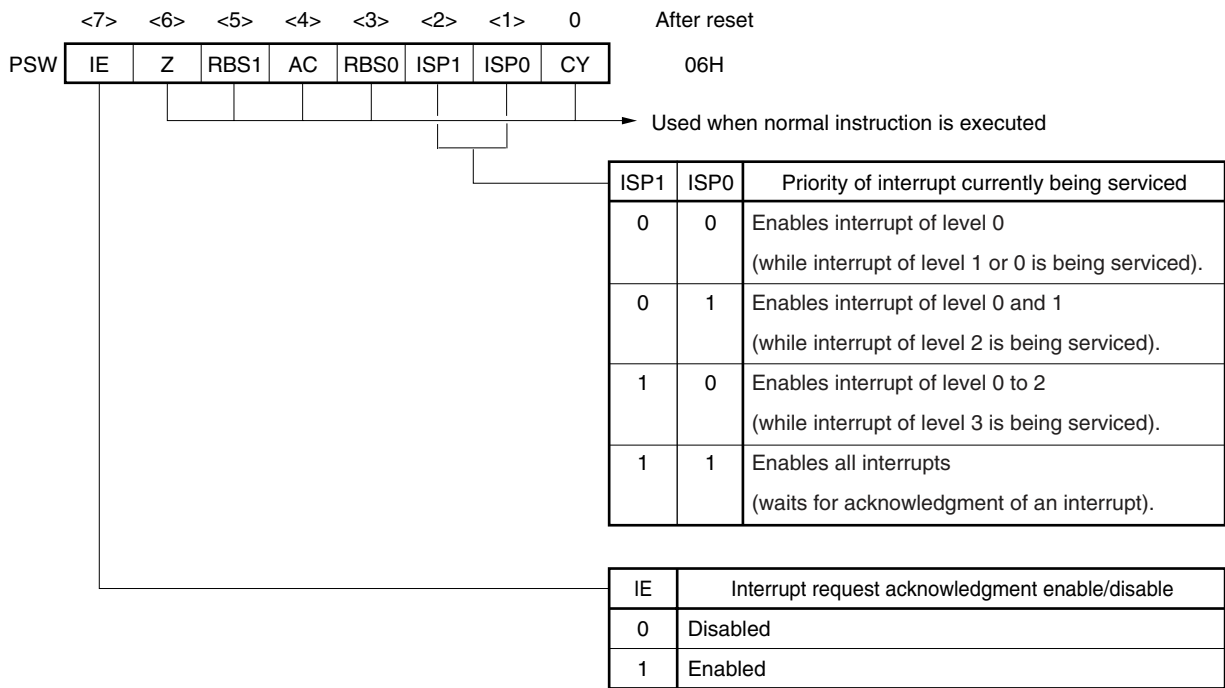 <7> <6> <5> <4> <3> <2> <1> 0 After reset
PSW IE Z RBS1 AC RBS0 ISP1 ISP0 CY 06H
Used when normal instruction is executed
ISP1 ISP0 Priority of interrupt currently being serviced
0 0 Enables interrupt of level 0
(while interrupt of level 1 or 0 is being serviced).
0 1 Enables interrupt of level 0 and 1
(while interrupt of level 2 is being serviced).
1 0 Enables interrupt of level 0 to 2
(while interrupt of level 3 is being serviced).
1 1 Enables all interrupts
(waits for acknowledgment of an interrupt).
IE Interrupt request acknowledgment enable/disable
0 Disabled
1 Enabled